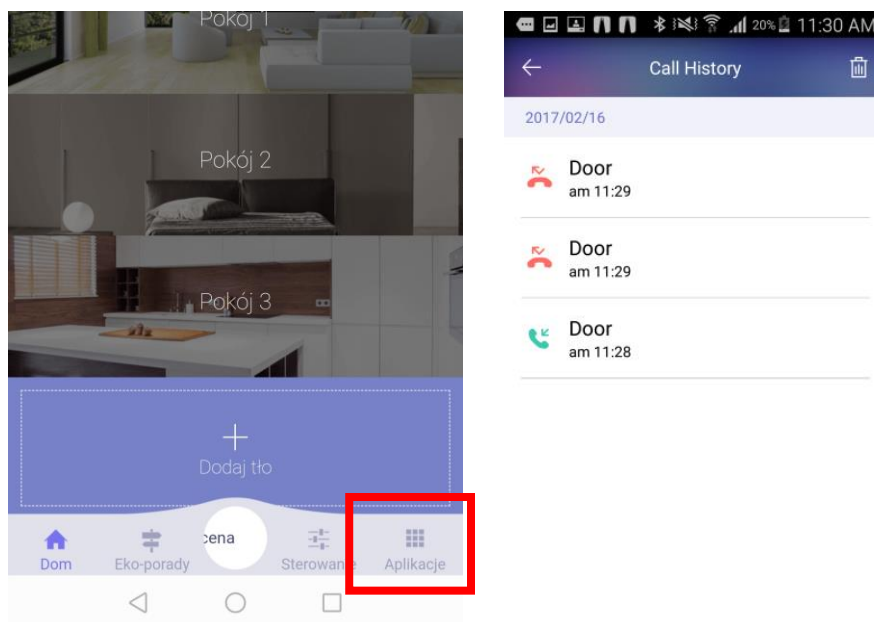 Pokój 1
Pokój 2
Pokój 3
Dodaj tło
Dom
Eko-porady
cena
Sterowanie
Aplikacje
20% 11:30 AM
Call History
2017/02/16
Door
am 11:29
Door
am 11:29
Door
am 11:28